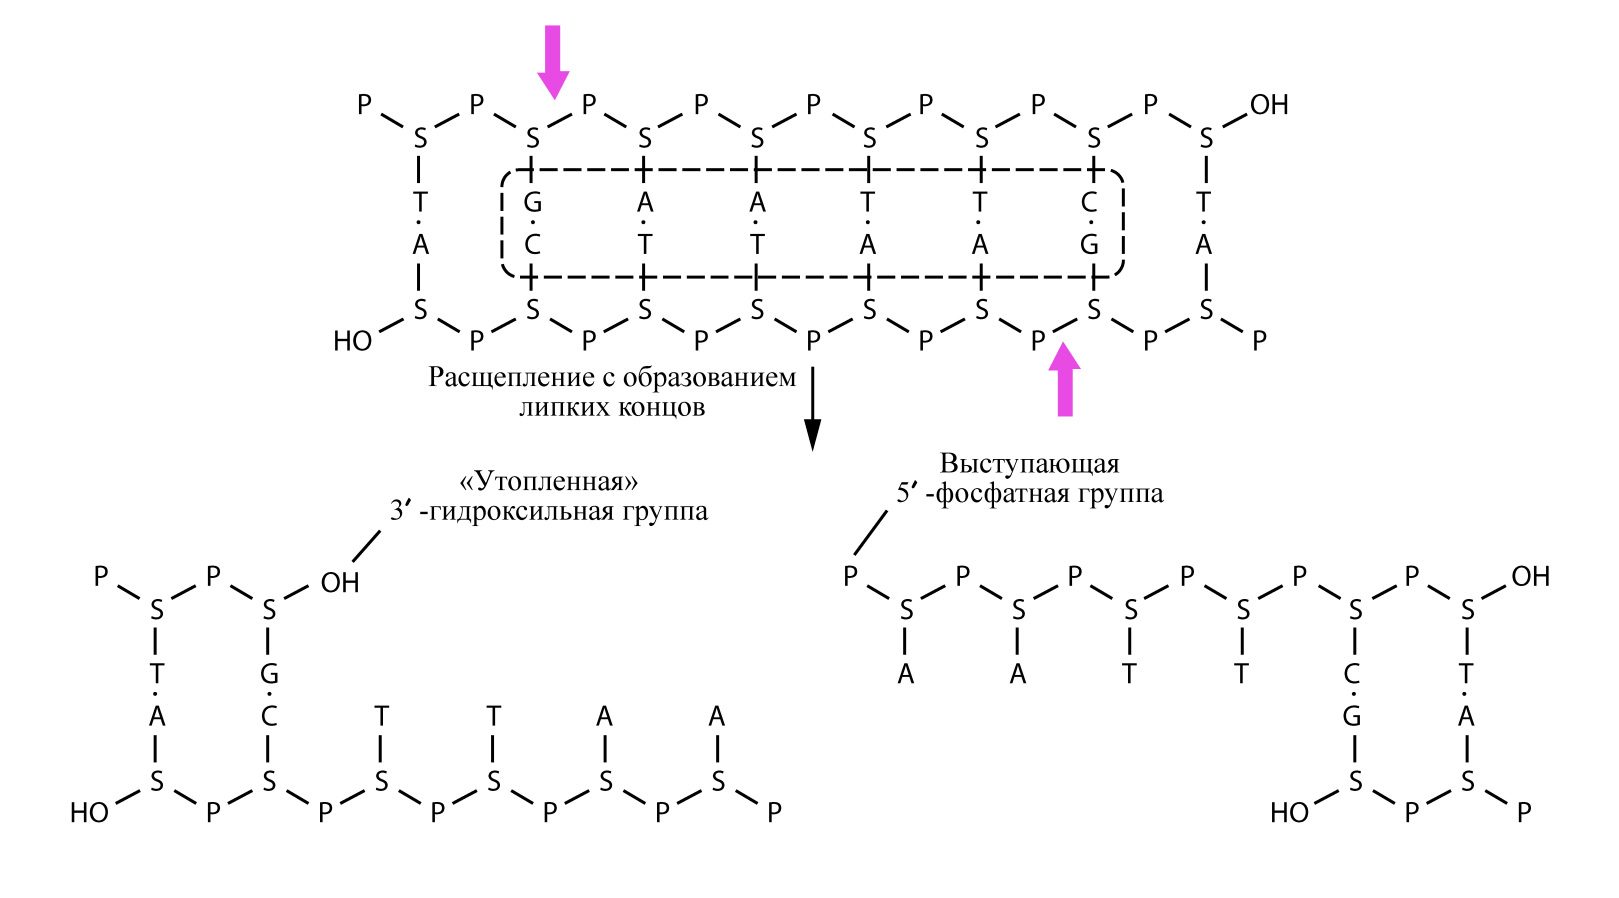 P P P P P P P P OH
S S S S S S S S
T G A A T T C T
· · · · · · · ·
A C T T A A G A
S S S S S S S S
HO P P P P P P P P
Расщепление с образованием
липких концов
Выступающая
5′ -фосфатная группа
«Утопленная»
3′ -гидроксильная группа
P P OH
S S
T G
· ·
A C T T A A
S S S S S S
HO P P P P P P
P P P P P P OH
S S S S S S
A A T T C T
· ·
G A
S S
HO P P